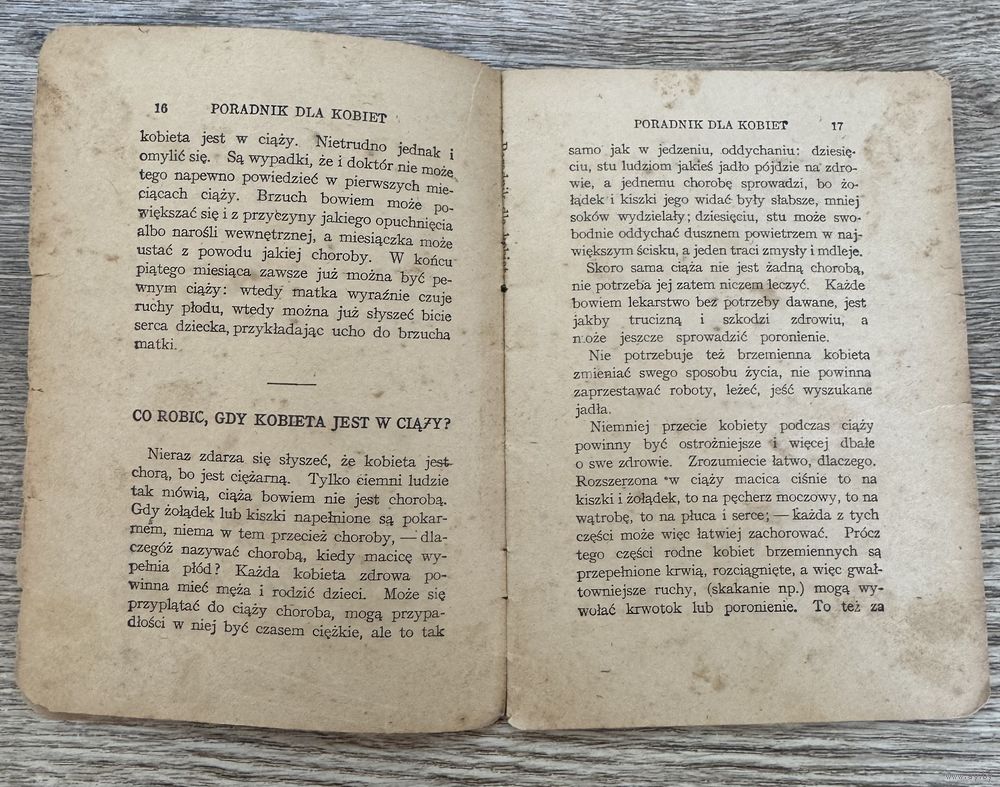 16 PORADNIK DLA KOBIET
kobieta jest w ciąży. Nietrudno jednak i
omylić się. Są wypadki, że i doktór nie może
tego napewno powiedzieć w pierwszych mie-
ciącach ciąży. Brzuch bowiem może po-
większać się i z przyczyny jakiego opuchnięcia
albo narośli wewnętrznej, a miesiączka może
ustać z powodu jakiej choroby. W końcu
piątego miesiąca zawsze już można być pe-
wnym ciąży: wtedy matka wyraźnie czuje
ruchy płodu, wtedy można już słyszeć bicie
serca dziecka, przykładając ucho do brzucha
matki.
CO ROBIC, GDY KOBIETA JEST W CIĄŻY?
Nieraz zdarza się słyszeć, że kobieta jest
chorą, bo jest ciężarną. Tylko ciemni ludzie
tak mówią, ciąża bowiem nie jest chorobą.
Gdy żołądek lub kiszki napełnione są pokar-
mem, niema w tem przecież choroby, — dla-
czegóż nazywać chorobą, kiedy macicę wy-
pełnia płód? Każda kobieta zdrowa po-
winna mieć męża i rodzić dzieci. Może się
przyplątać do ciąży choroba, mogą przypa-
dłości w niej być czasem ciężkie, ale to tak
PORADNIK DLA KOBIET 17
samo jak w jedzeniu, oddychaniu: dziesię-
ciu, stu ludziom jakieś jadło pójdzie na zdro-
wie, a jednemu chorobę sprowadzi, bo żo-
łądek i kiszki jego widać były słabsze, mniej
soków wydzielały; dziesięciu, stu może swo-
bodnie oddychać dusznem powietrzem w naj-
większym ścisku, a jeden traci zmysły i mdleje.
Skoro sama ciąża nie jest żadną chorobą,
nie potrzeba jej zatem niczem leczyć. Każde
bowiem lekarstwo bez potrzeby dawane, jest
jakby trucizną i szkodzi zdrowiu, a
może jeszcze sprowadzić poronienie.
Nie potrzebuje też brzemienna kobieta
zmieniać swego sposobu życia, nie powinna
zaprzestawać roboty, leżeć, jeść wyszukane
jadła.
Niemniej przecie kobiety podczas ciąży
powinny być ostrożniejsze i więcej dbałe
o swe zdrowie. Zrozumiecie łatwo, dlaczego.
Rozszerzona w ciąży macica ciśnie to na
kiszki i żołądek, to na pęcherz moczowy, to na
wątrobę, to na płuca i serce; — każda z tych
części może więc łatwiej zachorować. Prócz
tego części rodne kobiet brzemiennych są
przepełnione krwią, rozciągnięte, a więc gwał-
towniejsze ruchy, (skakanie np.) mogą wy-
wołać krwotok lub poronienie. To też za